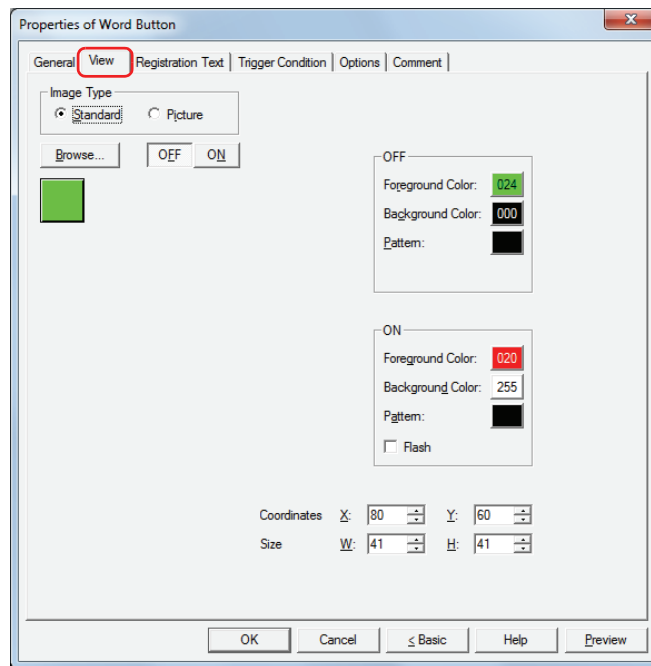 Properties of Word Button
General View Registration Text Trigger Condition Options Comment
Image Type
Standard Picture
Browse... OFF ON
OFF
Foreground Color: 024
Background Color: 000
Pattern:
ON
Foreground Color: 020
Background Color: 255
Pattern:
Flash
Coordinates X: 80 Y: 60
Size W: 41 H: 41
OK Cancel < Basic Help Preview